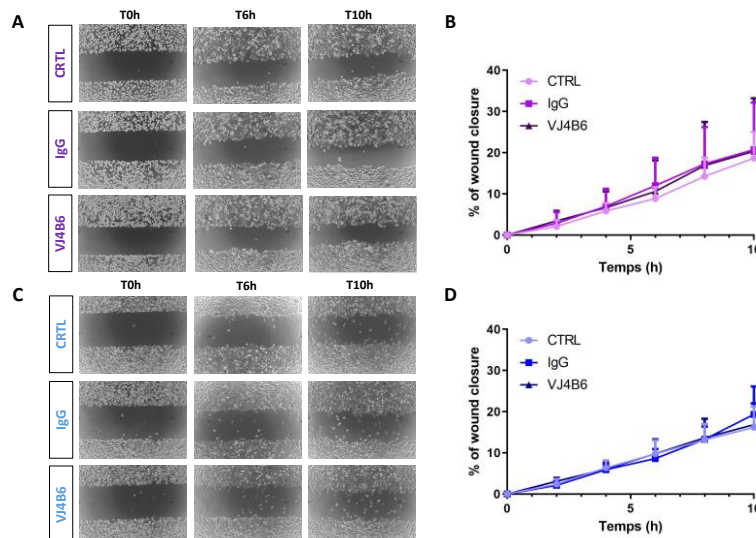 A
T0h
T6h
T10h
CRTL
IgG
VJ4B6
B
% of wound closure
40
30
20
10
0
0
5
10
Temps (h)
CTRL
IgG
VJ4B6
C
T0h
T6h
T10h
CRTL
IgG
VJ4B6
D
% of wound closure
40
30
20
10
0
0
5
10
Temps (h)
CTRL
IgG
VJ4B6